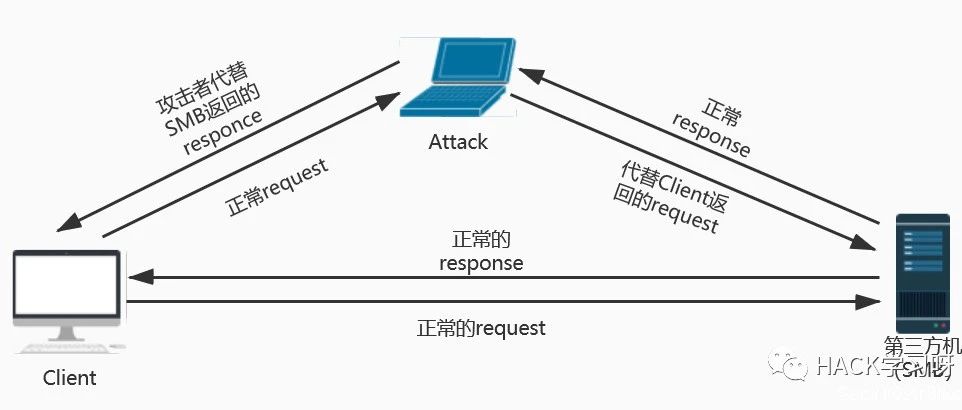 攻击者代替
SMB返回的
responce
正常request
Attack
正常
response
代替Client返
回的request
正常的
response
正常的request
Client
第三方机
(SMB)
HACK学习呀